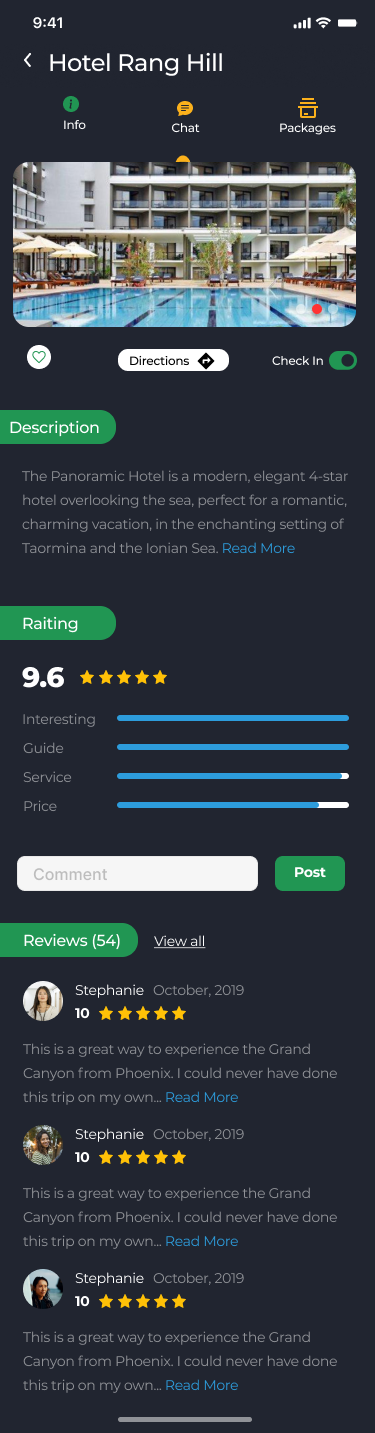 9:41
Hotel Rang Hill
Info
Chat
Packages
Directions
Check In
Description
The Panoramic Hotel is a modern, elegant 4-star
hotel overlooking the sea, perfect for a romantic,
charming vacation, in the enchanting setting of
Taormina and the Ionian Sea. Read More
Raiting
9.6
Interesting
Guide
Service
Price
Comment
Post
Reviews (54)
View all
Stephanie October, 2019
10
This is a great way to experience the Grand
Canyon from Phoenix. I could never have done
this trip on my own... Read More
Stephanie October, 2019
10
This is a great way to experience the Grand
Canyon from Phoenix. I could never have done
this trip on my own... Read More
Stephanie October, 2019
10
This is a great way to experience the Grand
Canyon from Phoenix. I could never have done
this trip on my own... Read More